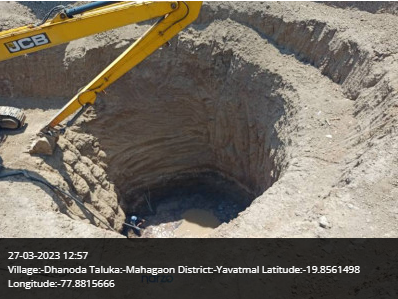 JCB
27-03-2023 12:57
Village:-Dhanoda Taluka:-Mahagaon District:-Yavatmal Latitude:-19.8561498
Longitude:-77.8815666